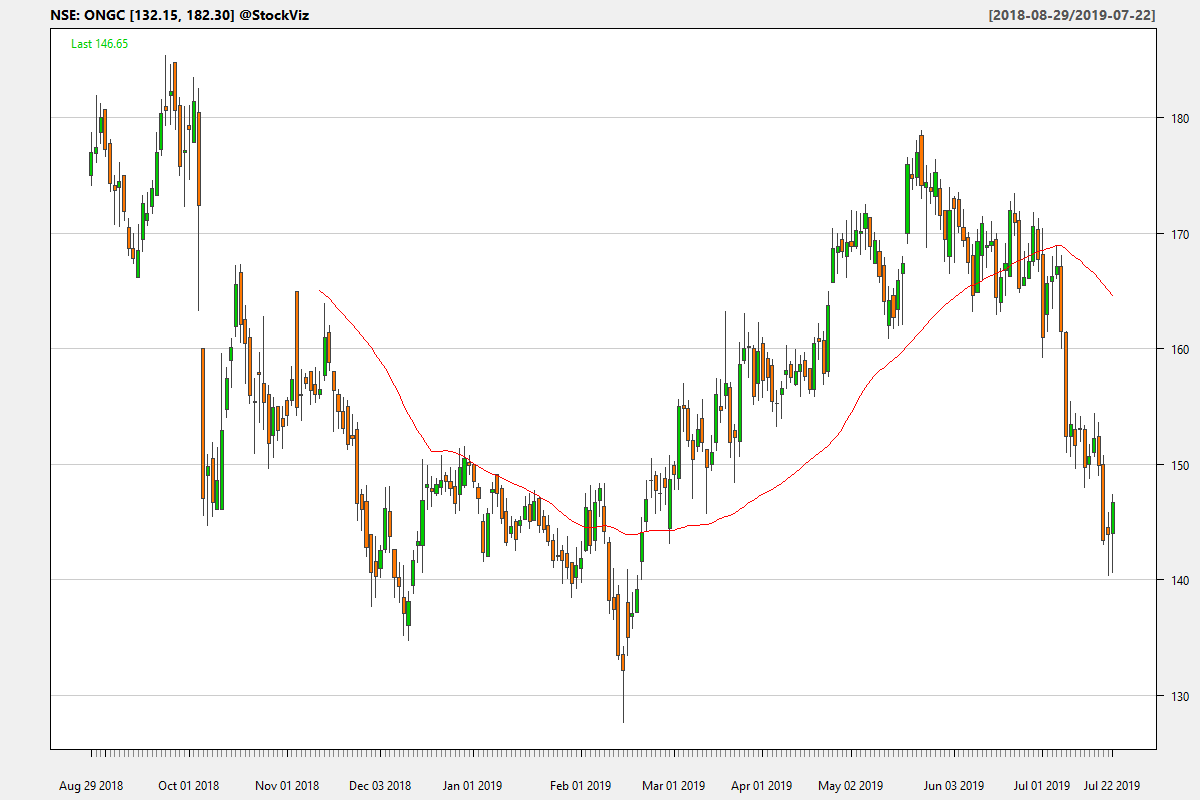 NSE: ONGC [132.15, 182.30] @StockViz
[2018-08-29/2019-07-22]
Last 146.65
180
170
160
150
140
130
Aug 29 2018 Oct 01 2018 Nov 01 2018 Dec 03 2018 Jan 01 2019 Feb 01 2019 Mar 01 2019 Apr 01 2019 May 02 2019 Jun 03 2019 Jul 01 2019 Jul 22 2019